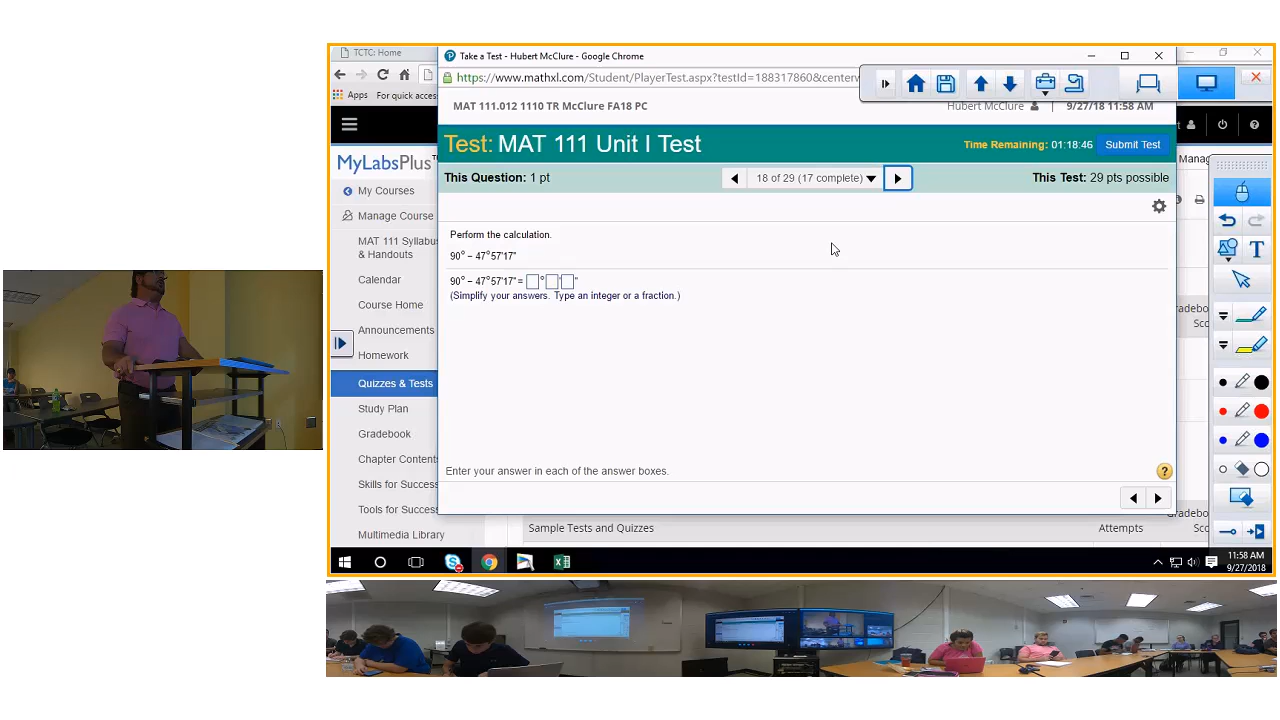 TCTC: Home
Take a Test - Hubert McClure - Google Chrome
https://www.mathxl.com/Student/PlayerTest.aspx?testId=188317860&centerw
Apps For quick acces
MAT 111.012 1110 TR McClure FA18 PC
Hubert McClure
9/27/18 11:58 AM
Test: MAT 111 Unit I Test
Time Remaining: 01:18:46
Submit Test
This Question: 1 pt
18 of 29 (17 complete)
This Test: 29 pts possible
MyLabsPlus
Manag
My Courses
Manage Course
MAT 111 Syllabu
& Handouts
Calendar
Course Home
Announcements
Homework
Quizzes & Tests
Study Plan
Gradebook
Chapter Contents
Skills for Success
Tools for Success
Multimedia Library
Perform the calculation.
90° − 47°57'17"
90° − 47°57'17" = ° ' "
(Simplify your answers. Type an integer or a fraction.)
Enter your answer in each of the answer boxes.
?
radebo
Sco
Gradebo
Sco
Sample Tests and Quizzes
Attempts
T
11:58 AM
9/27/2018